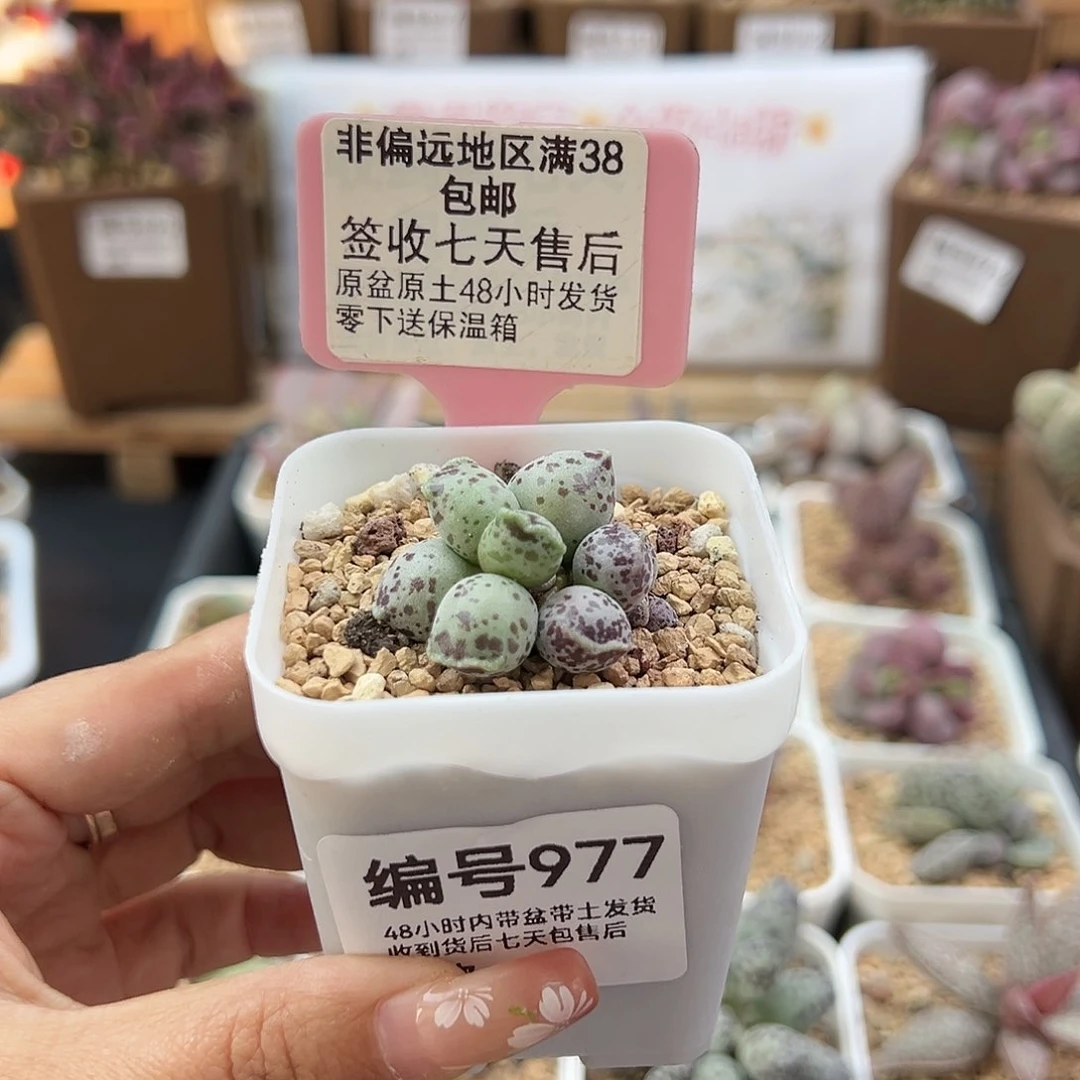 非偏远地区满38
包邮
签收七天售后
原盆原土48小时发货
零下送保温箱
编号977
48小时内带盆带土发货
收到货后七天包售后